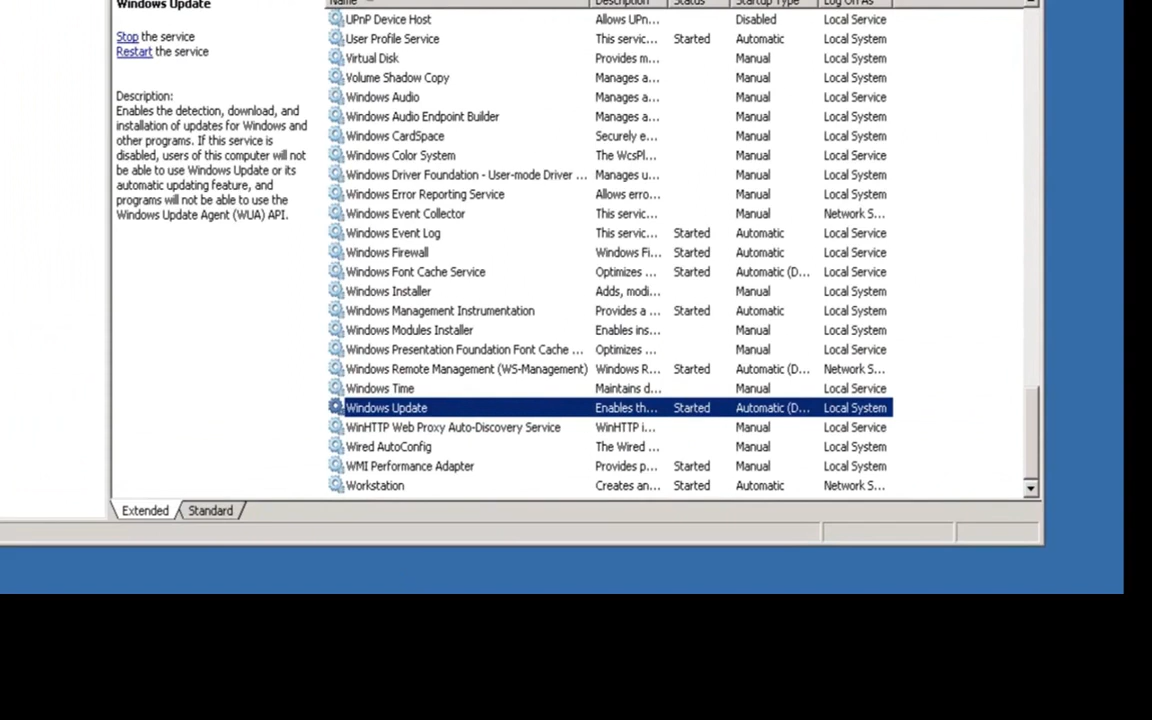 Windows Update
Name Description Status Startup Type Log On As
Stop the service
Restart the service
Description:
Enables the detection, download, and
installation of updates for Windows and
other programs. If this service is
disabled, users of this computer will not
be able to use Windows Update or its
automatic updating feature, and
programs will not be able to use the
Windows Update Agent (WUA) API.
UPnP Device Host Allows UPn... Disabled Local Service
User Profile Service This servic... Started Automatic Local System
Virtual Disk Provides m... Manual Local System
Volume Shadow Copy Manages a... Manual Local System
Windows Audio Manages a... Manual Local Service
Windows Audio Endpoint Builder Manages a... Manual Local System
Windows CardSpace Securely e... Manual Local System
Windows Color System The WcsPl... Manual Local Service
Windows Driver Foundation - User-mode Driver ... Manages u... Manual Local System
Windows Error Reporting Service Allows erro... Manual Local System
Windows Event Collector This servic... Manual Network S...
Windows Event Log This servic... Started Automatic Local Service
Windows Firewall Windows Fi... Started Automatic Local Service
Windows Font Cache Service Optimizes ... Started Automatic (D... Local Service
Windows Installer Adds, modi... Manual Local System
Windows Management Instrumentation Provides a ... Started Automatic Local System
Windows Modules Installer Enables ins... Manual Local System
Windows Presentation Foundation Font Cache ... Optimizes ... Manual Local Service
Windows Remote Management (WS-Management) Windows R... Started Automatic (D... Network S...
Windows Time Maintains d... Manual Local Service
Windows Update Enables th... Started Automatic (D... Local System
WinHTTP Web Proxy Auto-Discovery Service WinHTTP i... Manual Local Service
Wired AutoConfig The Wired ... Manual Local System
WMI Performance Adapter Provides p... Started Manual Local System
Workstation Creates an... Started Automatic Network S...
Extended Standard